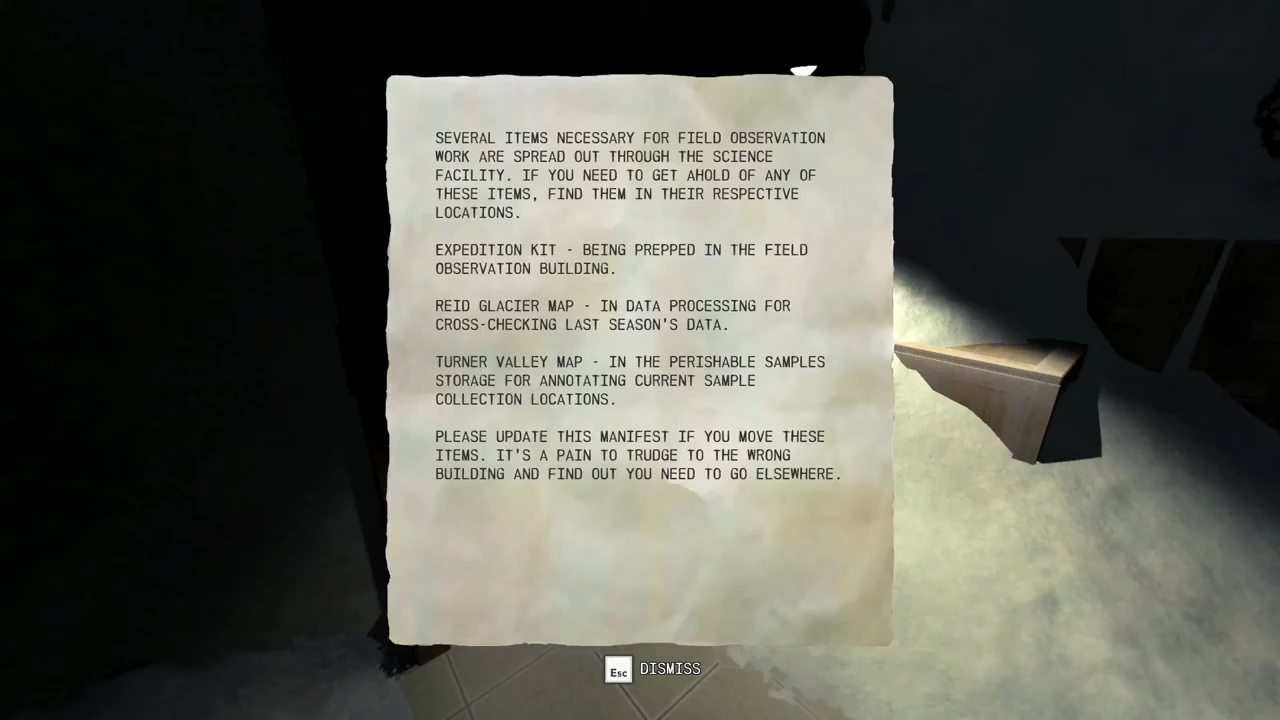 SEVERAL ITEMS NECESSARY FOR FIELD OBSERVATION
WORK ARE SPREAD OUT THROUGH THE SCIENCE
FACILITY. IF YOU NEED TO GET AHOLD OF ANY OF
THESE ITEMS, FIND THEM IN THEIR RESPECTIVE
LOCATIONS.
EXPEDITION KIT - BEING PREPPED IN THE FIELD
OBSERVATION BUILDING.
REID GLACIER MAP - IN DATA PROCESSING FOR
CROSS-CHECKING LAST SEASON'S DATA.
TURNER VALLEY MAP - IN THE PERISHABLE SAMPLES
STORAGE FOR ANNOTATING CURRENT SAMPLE
COLLECTION LOCATIONS.
PLEASE UPDATE THIS MANIFEST IF YOU MOVE THESE
ITEMS. IT'S A PAIN TO TRUDGE TO THE WRONG
BUILDING AND FIND OUT YOU NEED TO GO ELSEWHERE.
Esc DISMISS